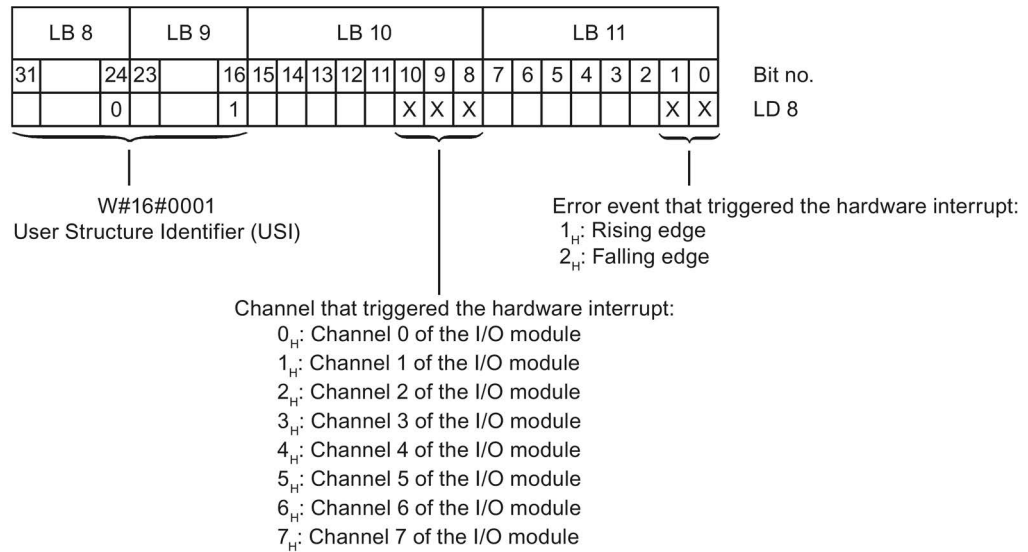 LB 8 LB 9 LB 10 LB 11
31 24 23 16 15 14 13 12 11 10 9 8 7 6 5 4 3 2 1 0 Bit no.
0 1 X X X X X LD 8
W#16#0001
User Structure Identifier (USI)
Error event that triggered the hardware interrupt:
1H: Rising edge
2H: Falling edge
Channel that triggered the hardware interrupt:
0H: Channel 0 of the I/O module
1H: Channel 1 of the I/O module
2H: Channel 2 of the I/O module
3H: Channel 3 of the I/O module
4H: Channel 4 of the I/O module
5H: Channel 5 of the I/O module
6H: Channel 6 of the I/O module
7H: Channel 7 of the I/O module